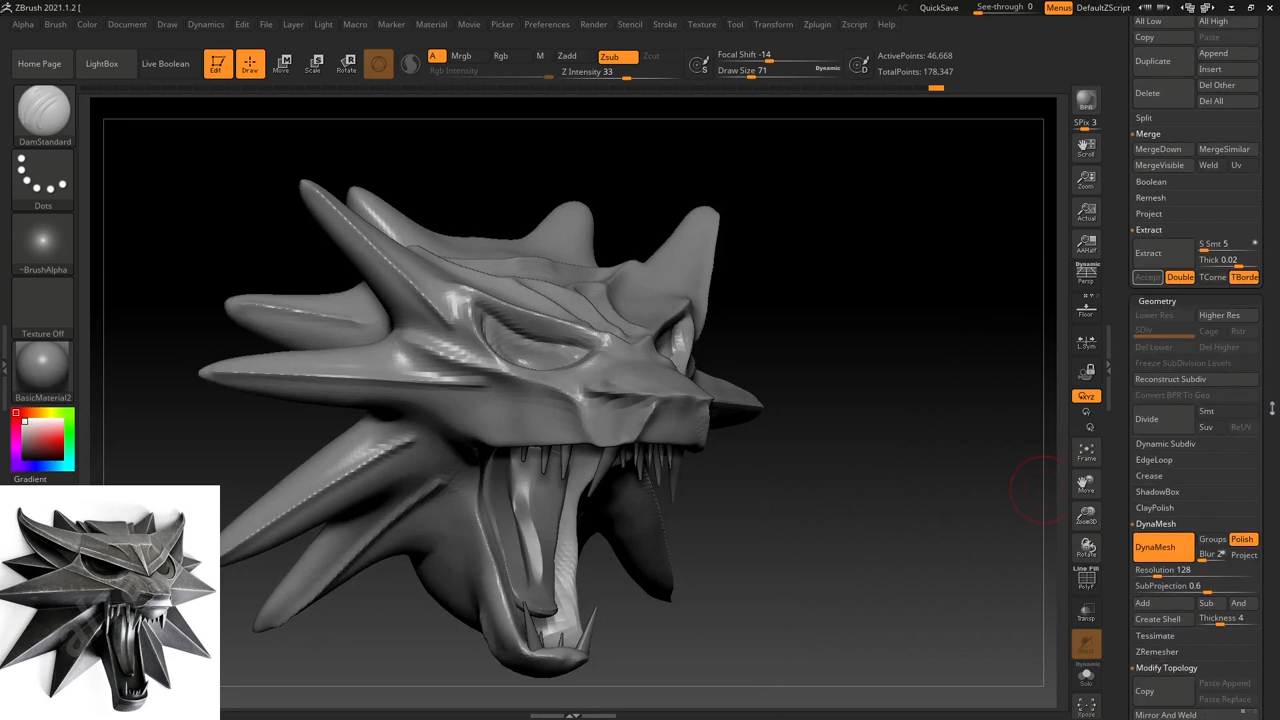 ZBrush 2021.1.2 [
AC QuickSave See-through 0 Menus DefaultZScript
Alpha Brush Color Document Draw Dynamics Edit File Layer Light Macro Marker Material Movie Picker Preferences Render Stencil Stroke Texture Tool Transform Zplugin Zscript Help
Home Page LightBox Live Boolean Edit Draw Move Scale Rotate
A Mrgb Rgb M Zadd Zsub Zcut
Rgb Intensity Z Intensity 33
S Focal Shift -14
Draw Size 71 Dynamic D
ActivePoints: 46,668
TotalPoints: 178,347
DamStandard
Dots
~BrushAlpha
Texture Off
BasicMaterial2
Gradient
BPR
SPix 3
Scroll
Zoom
Actual
AAHalf
Dynamic
Persp
Floor
L.Sym
XYZ
Frame
Move
Zoom3D
Rotate
Line Fill
PolyF
Transp
Ghost
Dynamic
Solo
Xpose
All Low All High
Copy Paste
Duplicate Append
Insert
Delete Del Other
Del All
Split
Merge
MergeDown MergeSimilar
MergeVisible Weld Uv
Boolean
Remesh
Project
Extract
Extract S Smt 5
Thick 0.02
Accept Double TCorne TBorde
Geometry
Lower Res Higher Res
SDiv Cage Rstr
Del Lower Del Higher
Freeze SubDivision Levels
Reconstruct Subdiv
Convert BPR To Geo
Divide Smt
Suv ReUV
Dynamic Subdiv
EdgeLoop
Crease
ShadowBox
ClayPolish
DynaMesh
DynaMesh Groups Polish
Blur 2 Project
Resolution 128
SubProjection 0.6
Add Sub And
Create Shell Thickness 4
Tessimate
ZRemesher
Modify Topology
Copy Paste Append
Paste Replace
Mirror And Weld